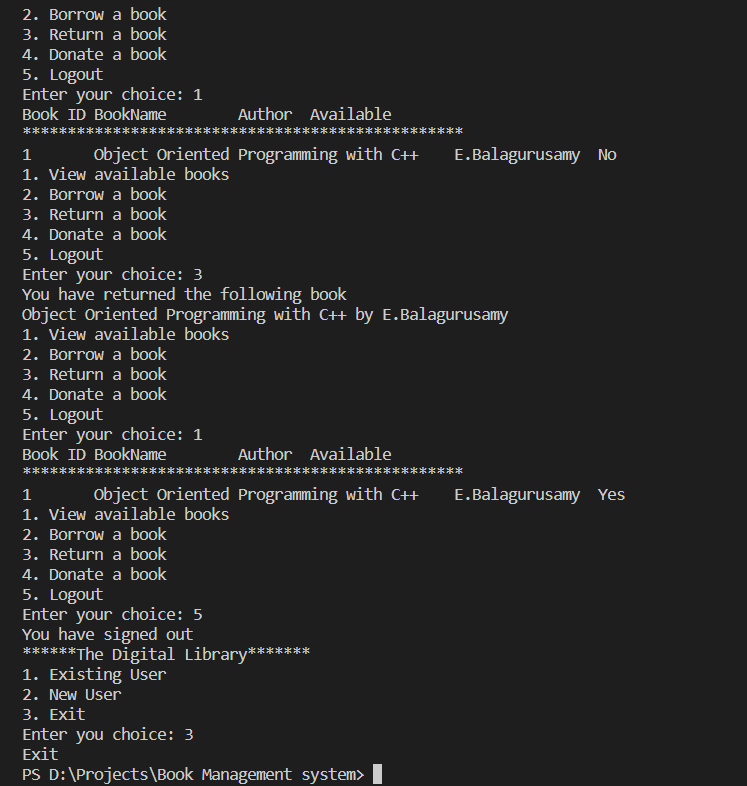 2. Borrow a book
3. Return a book
4. Donate a book
5. Logout
Enter your choice: 1
Book ID BookName        Author  Available
*************************************************
1       Object Oriented Programming with C++    E.Balagurusamy  No
1. View available books
2. Borrow a book
3. Return a book
4. Donate a book
5. Logout
Enter your choice: 3
You have returned the following book
Object Oriented Programming with C++ by E.Balagurusamy
1. View available books
2. Borrow a book
3. Return a book
4. Donate a book
5. Logout
Enter your choice: 1
Book ID BookName        Author  Available
*************************************************
1       Object Oriented Programming with C++    E.Balagurusamy  Yes
1. View available books
2. Borrow a book
3. Return a book
4. Donate a book
5. Logout
Enter your choice: 5
You have signed out
******The Digital Library*******
1. Existing User
2. New User
3. Exit
Enter you choice: 3
Exit
PS D:\Projects\Book Management system>